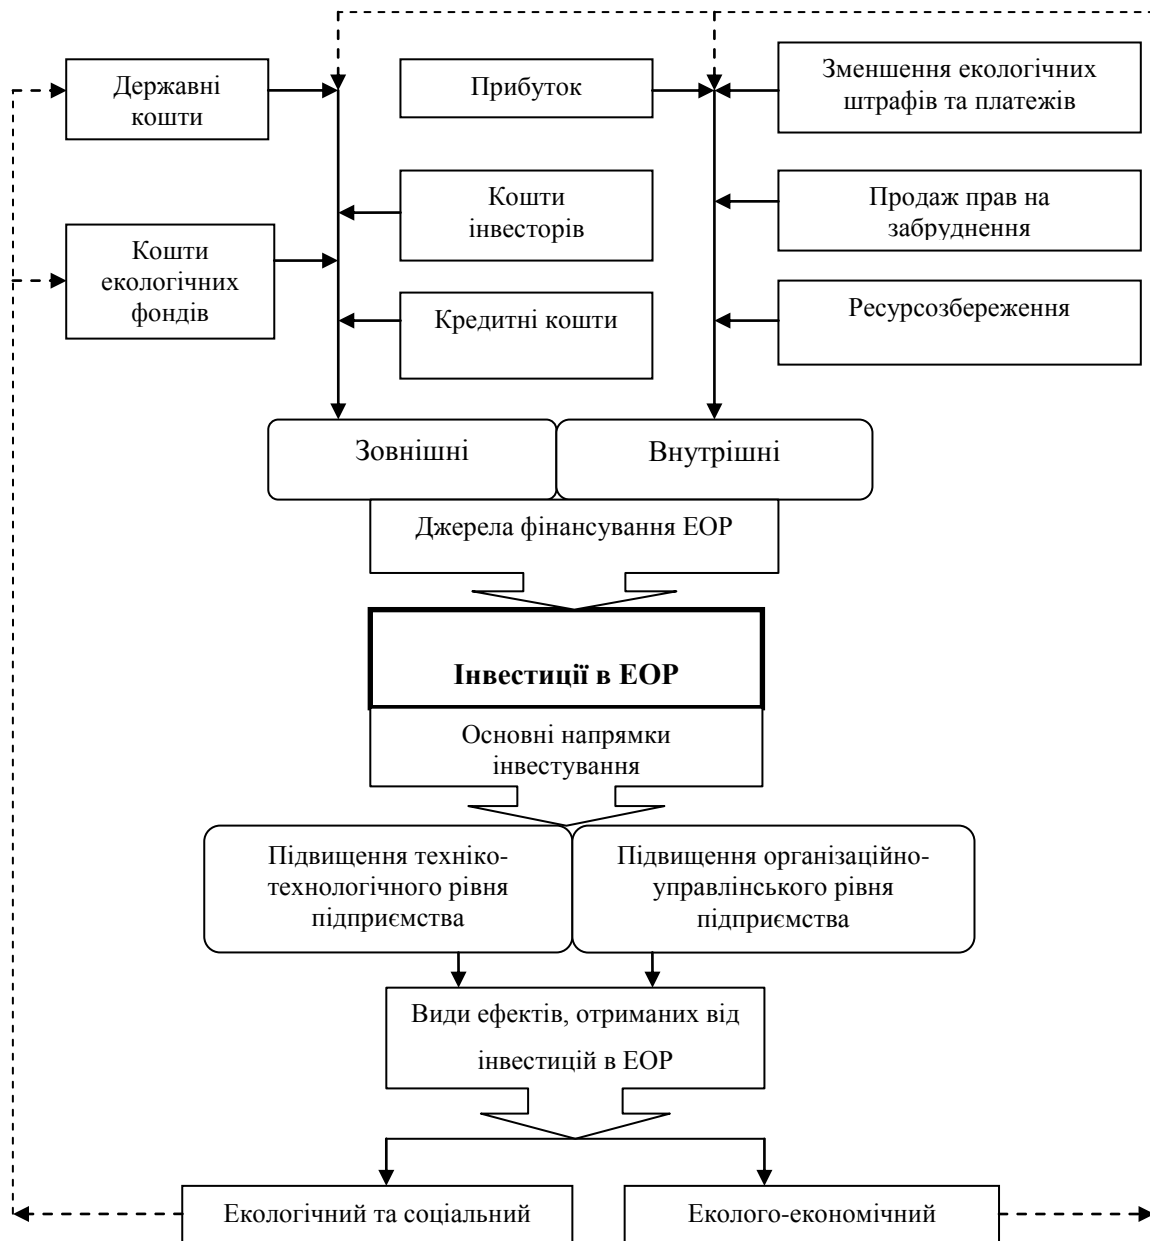 Державні
кошти
Прибуток
Зменшення екологічних
штрафів та платежів
Кошти
інвесторів
Продаж прав на
забруднення
Кошти
екологічних
фондів
Кредитні кошти
Ресурсозбереження
Зовнішні
Внутрішні
Джерела фінансування ЕОР
Інвестиції в ЕОР
Основні напрямки
інвестування
Підвищення техніко-
технологічного рівня
підприємства
Підвищення організаційно-
управлінського рівня
підприємства
Види ефектів, отриманих від
інвестицій в ЕОР
Екологічний та соціальний
Еколого-економічний